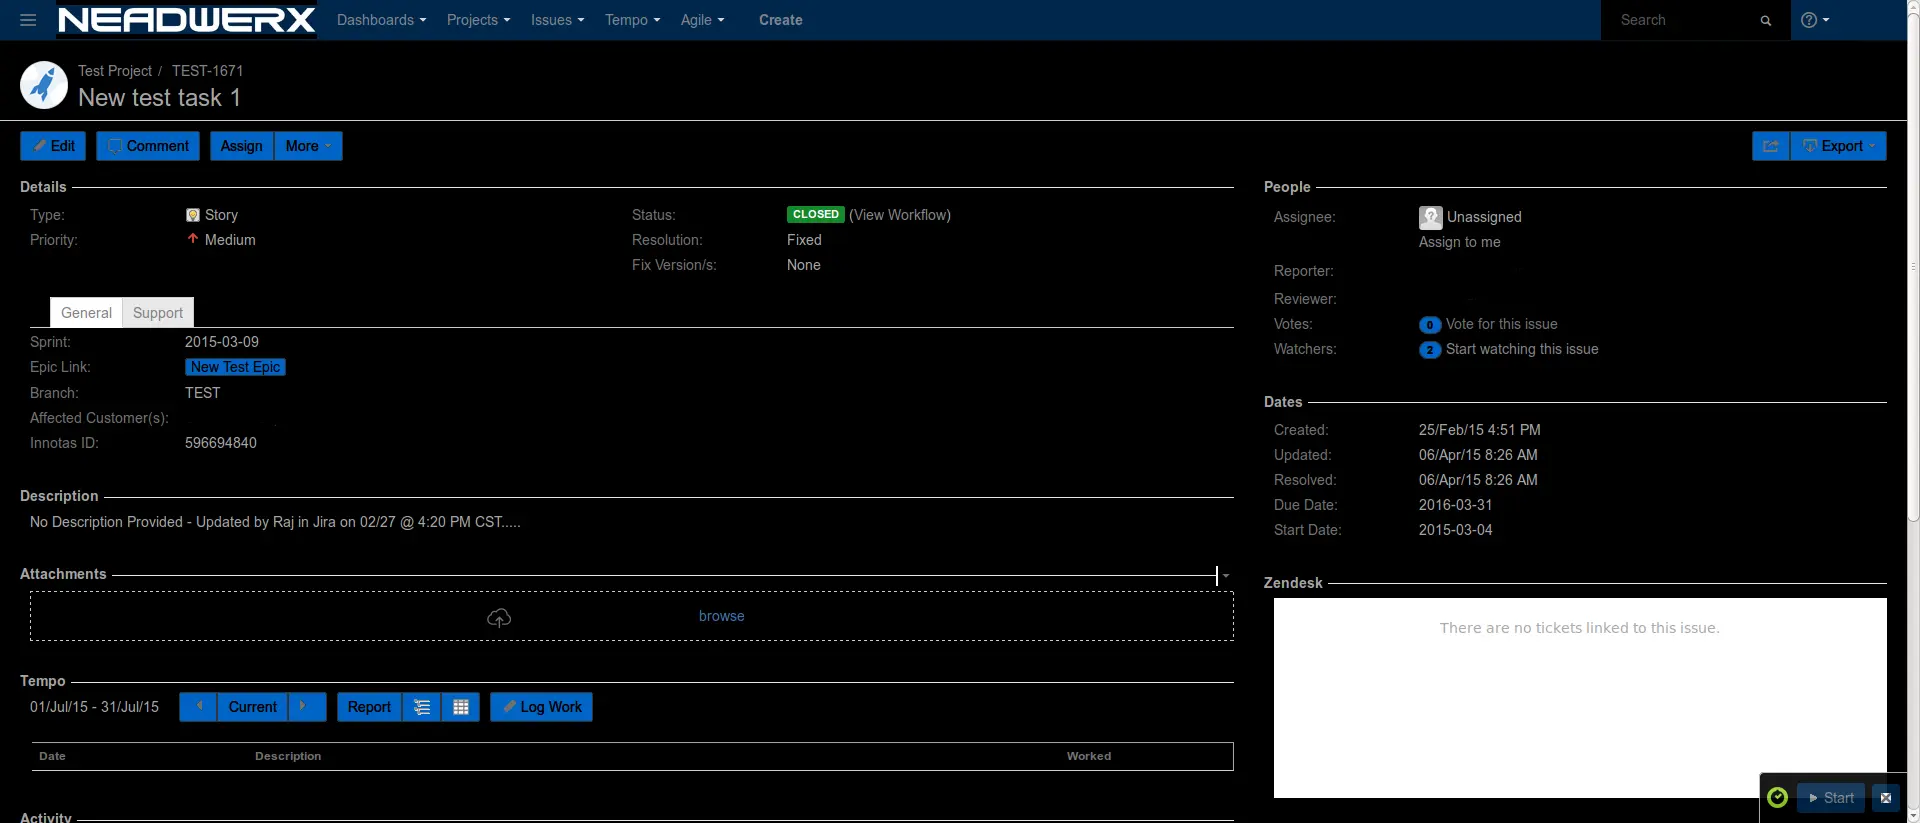 NEADWERX Dashboards Projects Issues Tempo Agile Create Search
Test Project / TEST-1671
New test task 1
Edit Comment Assign More Export
Details
Type: Story
Priority: Medium
Status: CLOSED (View Workflow)
Resolution: Fixed
Fix Version/s: None
General Support
Sprint: 2015-03-09
Epic Link: New Test Epic
Branch: TEST
Affected Customer(s):
Innotas ID: 596694840
Description
No Description Provided - Updated by Raj in Jira on 02/27 @ 4:20 PM CST.....
Attachments
browse
Tempo
01/Jul/15 - 31/Jul/15 Current Report Log Work
Date Description Worked
Activity
People
Assignee: Unassigned
Assign to me
Reporter:
Reviewer:
Votes: 0 Vote for this issue
Watchers: 2 Start watching this issue
Dates
Created: 25/Feb/15 4:51 PM
Updated: 06/Apr/15 8:26 AM
Resolved: 06/Apr/15 8:26 AM
Due Date: 2016-03-31
Start Date: 2015-03-04
Zendesk
There are no tickets linked to this issue.
Start